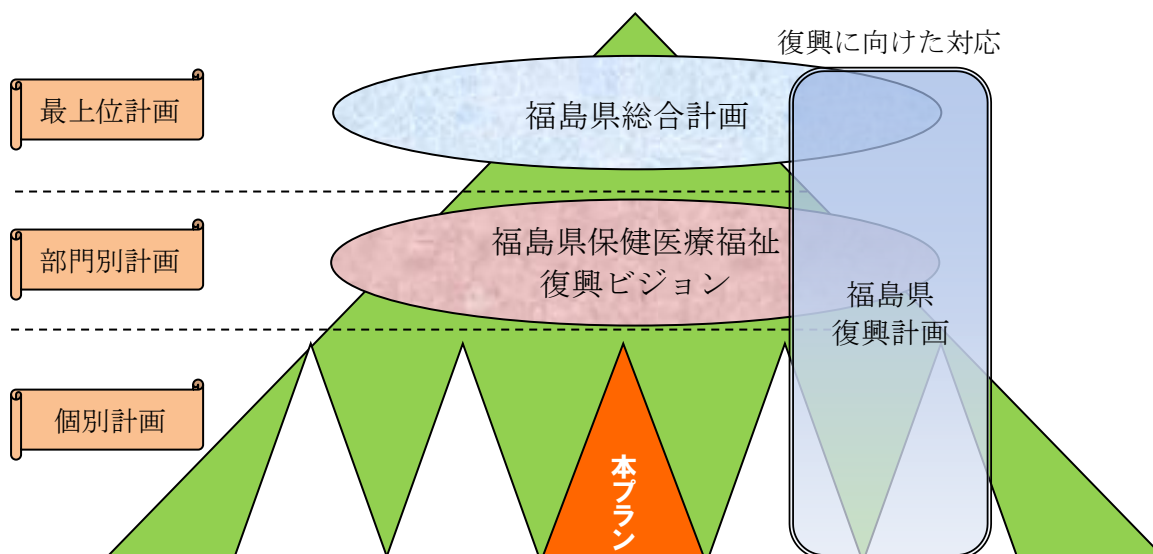 復興に向けた対応
最上位計画
福島県総合計画
部門別計画
福島県保健医療福祉
復興ビジョン
福島県
復興計画
個別計画
本プラン